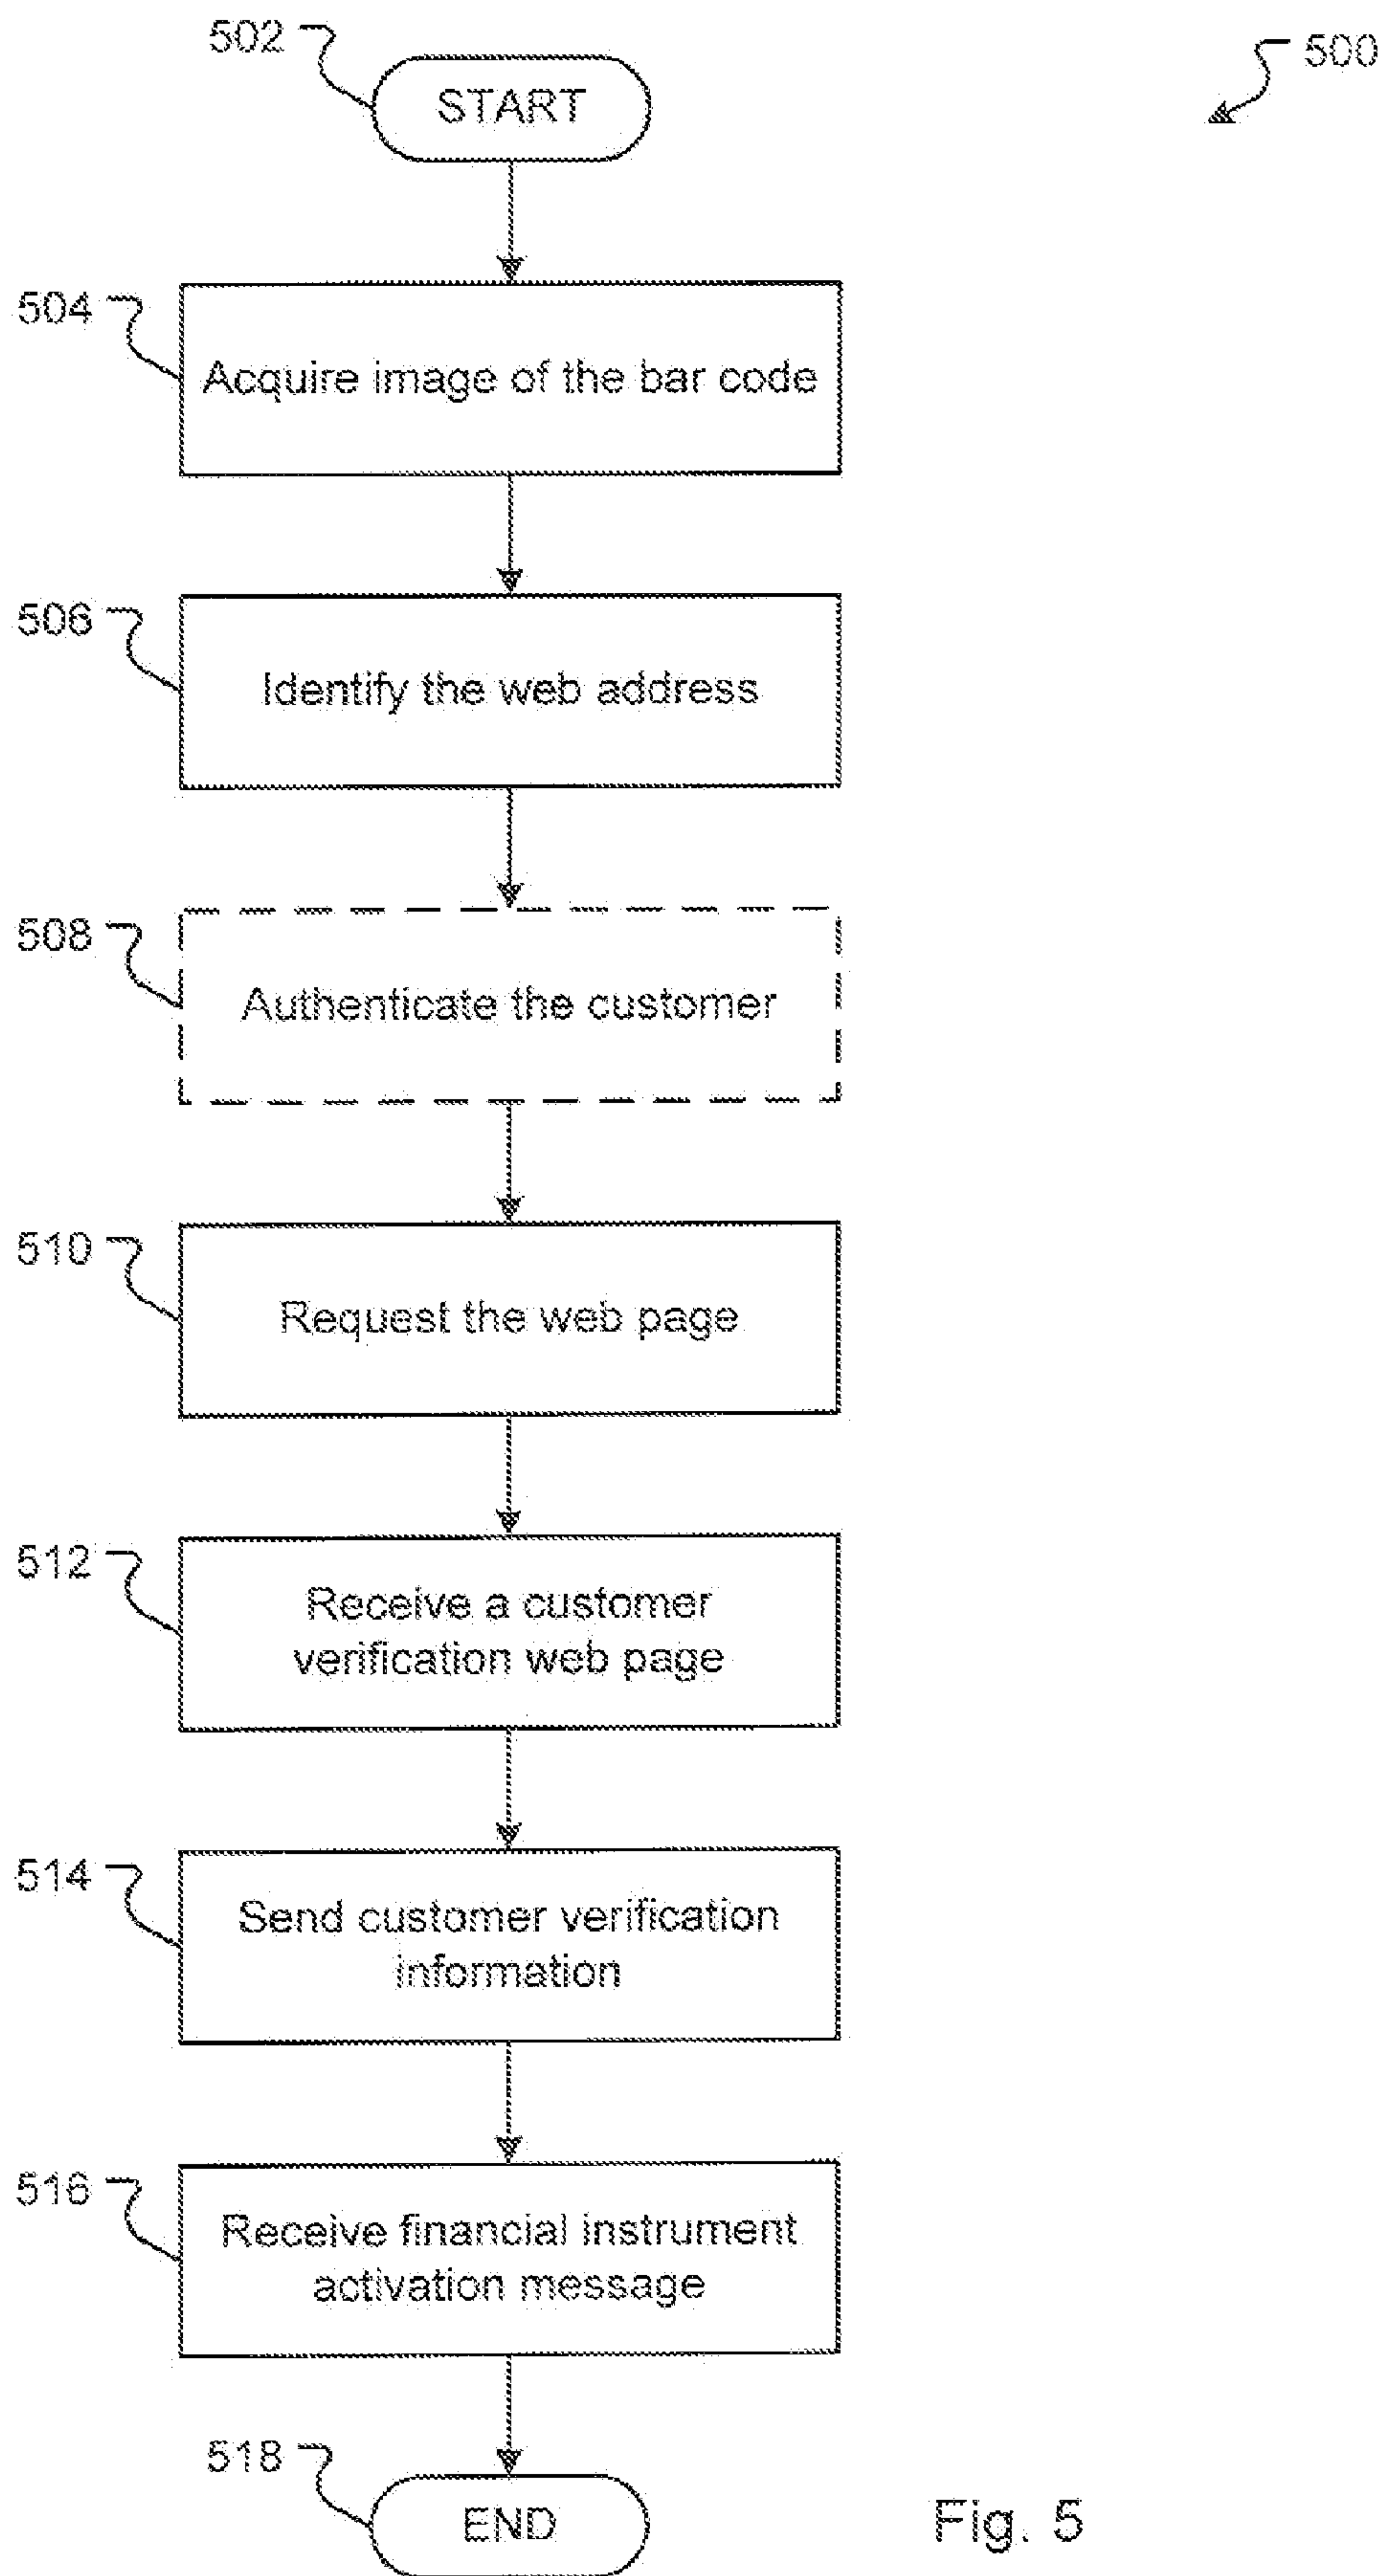 502
START
500
504
Acquire image of the bar code
506
Identify the web address
508
Authenticate the customer
510
Request the web page
512
Receive a customer
verification web page
514
Send customer verification
information
516
Receive financial instrument
activation message
518
END
Fig. 5